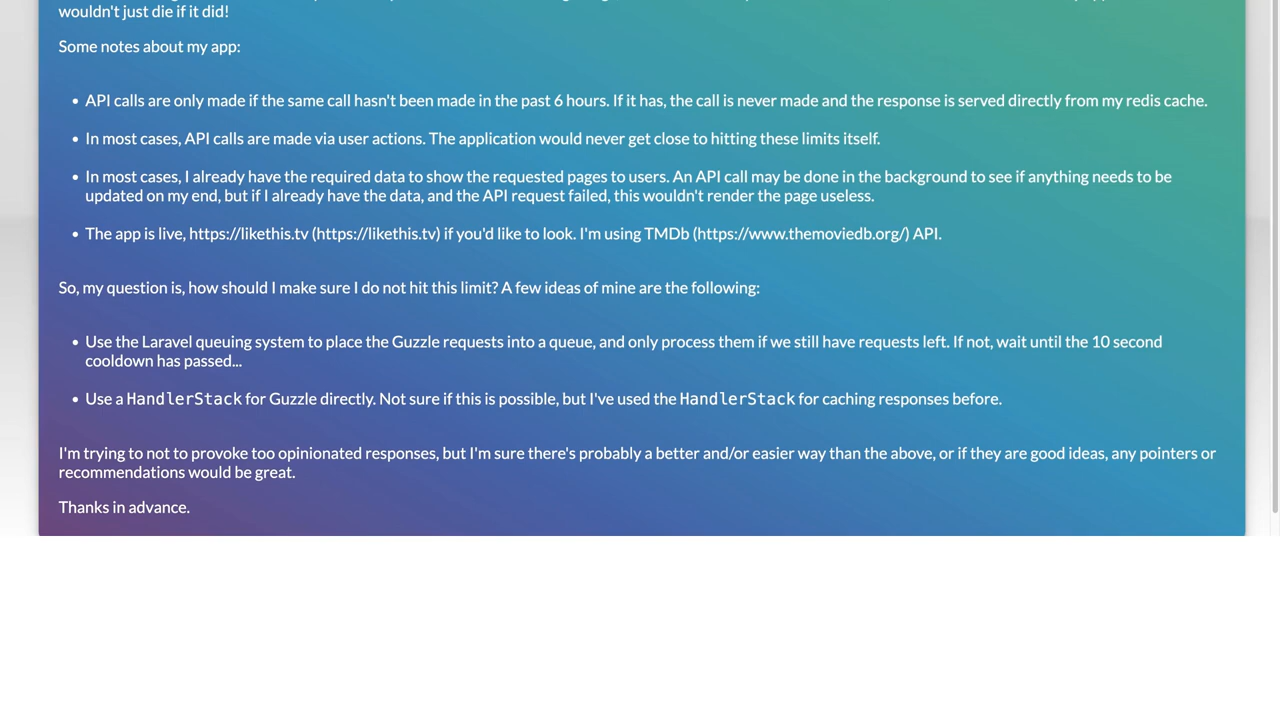 wouldn't just die if it did!
Some notes about my app:
• API calls are only made if the same call hasn't been made in the past 6 hours. If it has, the call is never made and the response is served directly from my redis cache.
• In most cases, API calls are made via user actions. The application would never get close to hitting these limits itself.
• In most cases, I already have the required data to show the requested pages to users. An API call may be done in the background to see if anything needs to be
updated on my end, but if I already have the data, and the API request failed, this wouldn't render the page useless.
• The app is live, https://likethis.tv (https://likethis.tv) if you'd like to look. I'm using TMDb (https://www.themoviedb.org/) API.
So, my question is, how should I make sure I do not hit this limit? A few ideas of mine are the following:
• Use the Laravel queuing system to place the Guzzle requests into a queue, and only process them if we still have requests left. If not, wait until the 10 second
cooldown has passed...
• Use a HandlerStack for Guzzle directly. Not sure if this is possible, but I've used the HandlerStack for caching responses before.
I'm trying to not to provoke too opinionated responses, but I'm sure there's probably a better and/or easier way than the above, or if they are good ideas, any pointers or
recommendations would be great.
Thanks in advance.